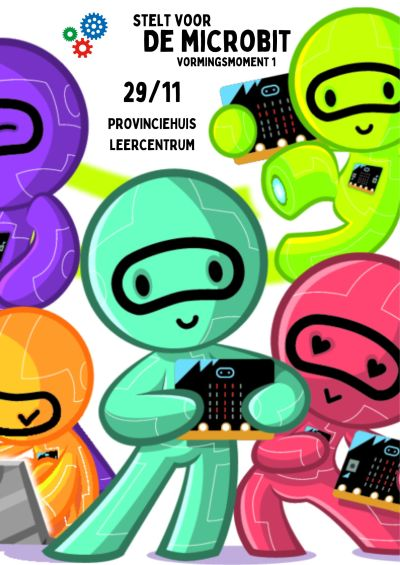 STELT VOOR
DE MICROBIT
VORMINGSMOMENT 1
29/11
PROVINCIEHUIS
LEERCENTRUM